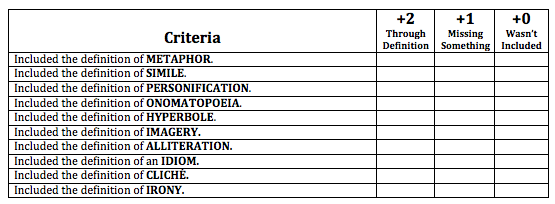 Criteria
+2
Through
Definition
+1
Missing
Something
+0
Wasn't
Included
Included the definition of METAPHOR.
Included the definition of SIMILE.
Included the definition of PERSONIFICATION.
Included the definition of ONOMATOPOEIA.
Included the definition of HYPERBOLE.
Included the definition of IMAGERY.
Included the definition of ALLITERATION.
Included the definition of an IDIOM.
Included the definition of CLICHÉ.
Included the definition of IRONY.